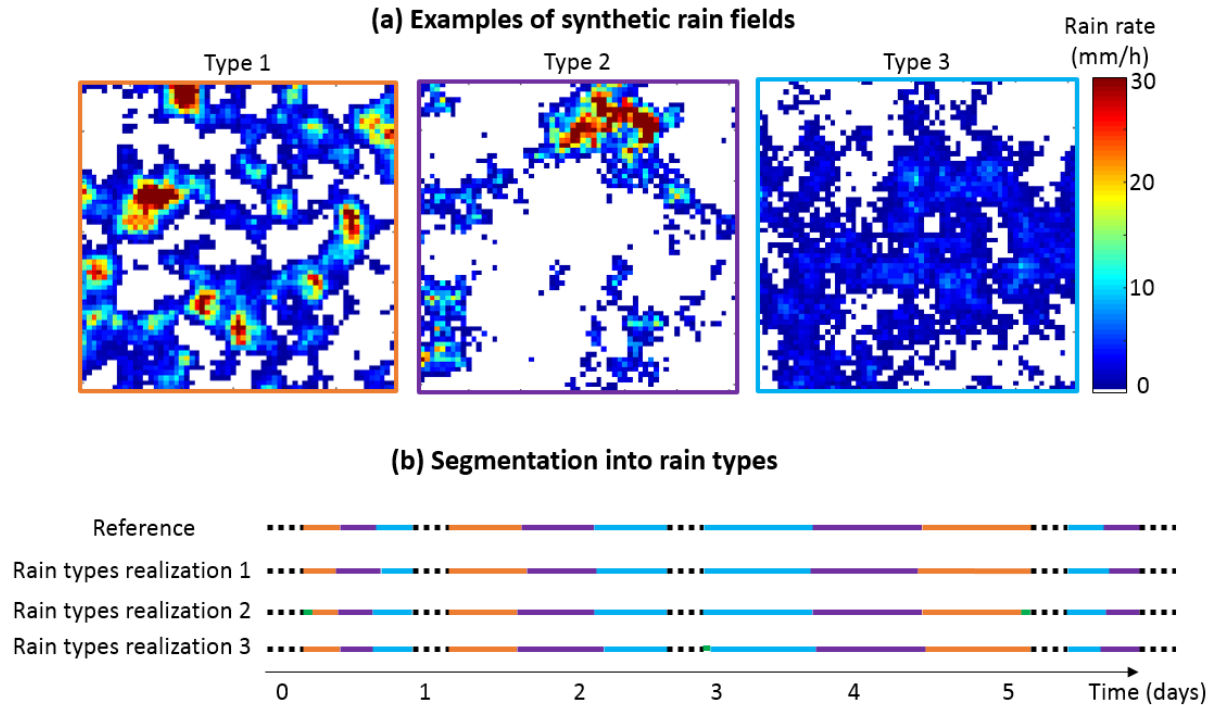 (a) Examples of synthetic rain fields
Rain rate
(mm/h)
Type 1
Type 2
Type 3
30
20
10
0
(b) Segmentation into rain types
Reference
Rain types realization 1
Rain types realization 2
Rain types realization 3
0 1 2 3 4 5 Time (days)